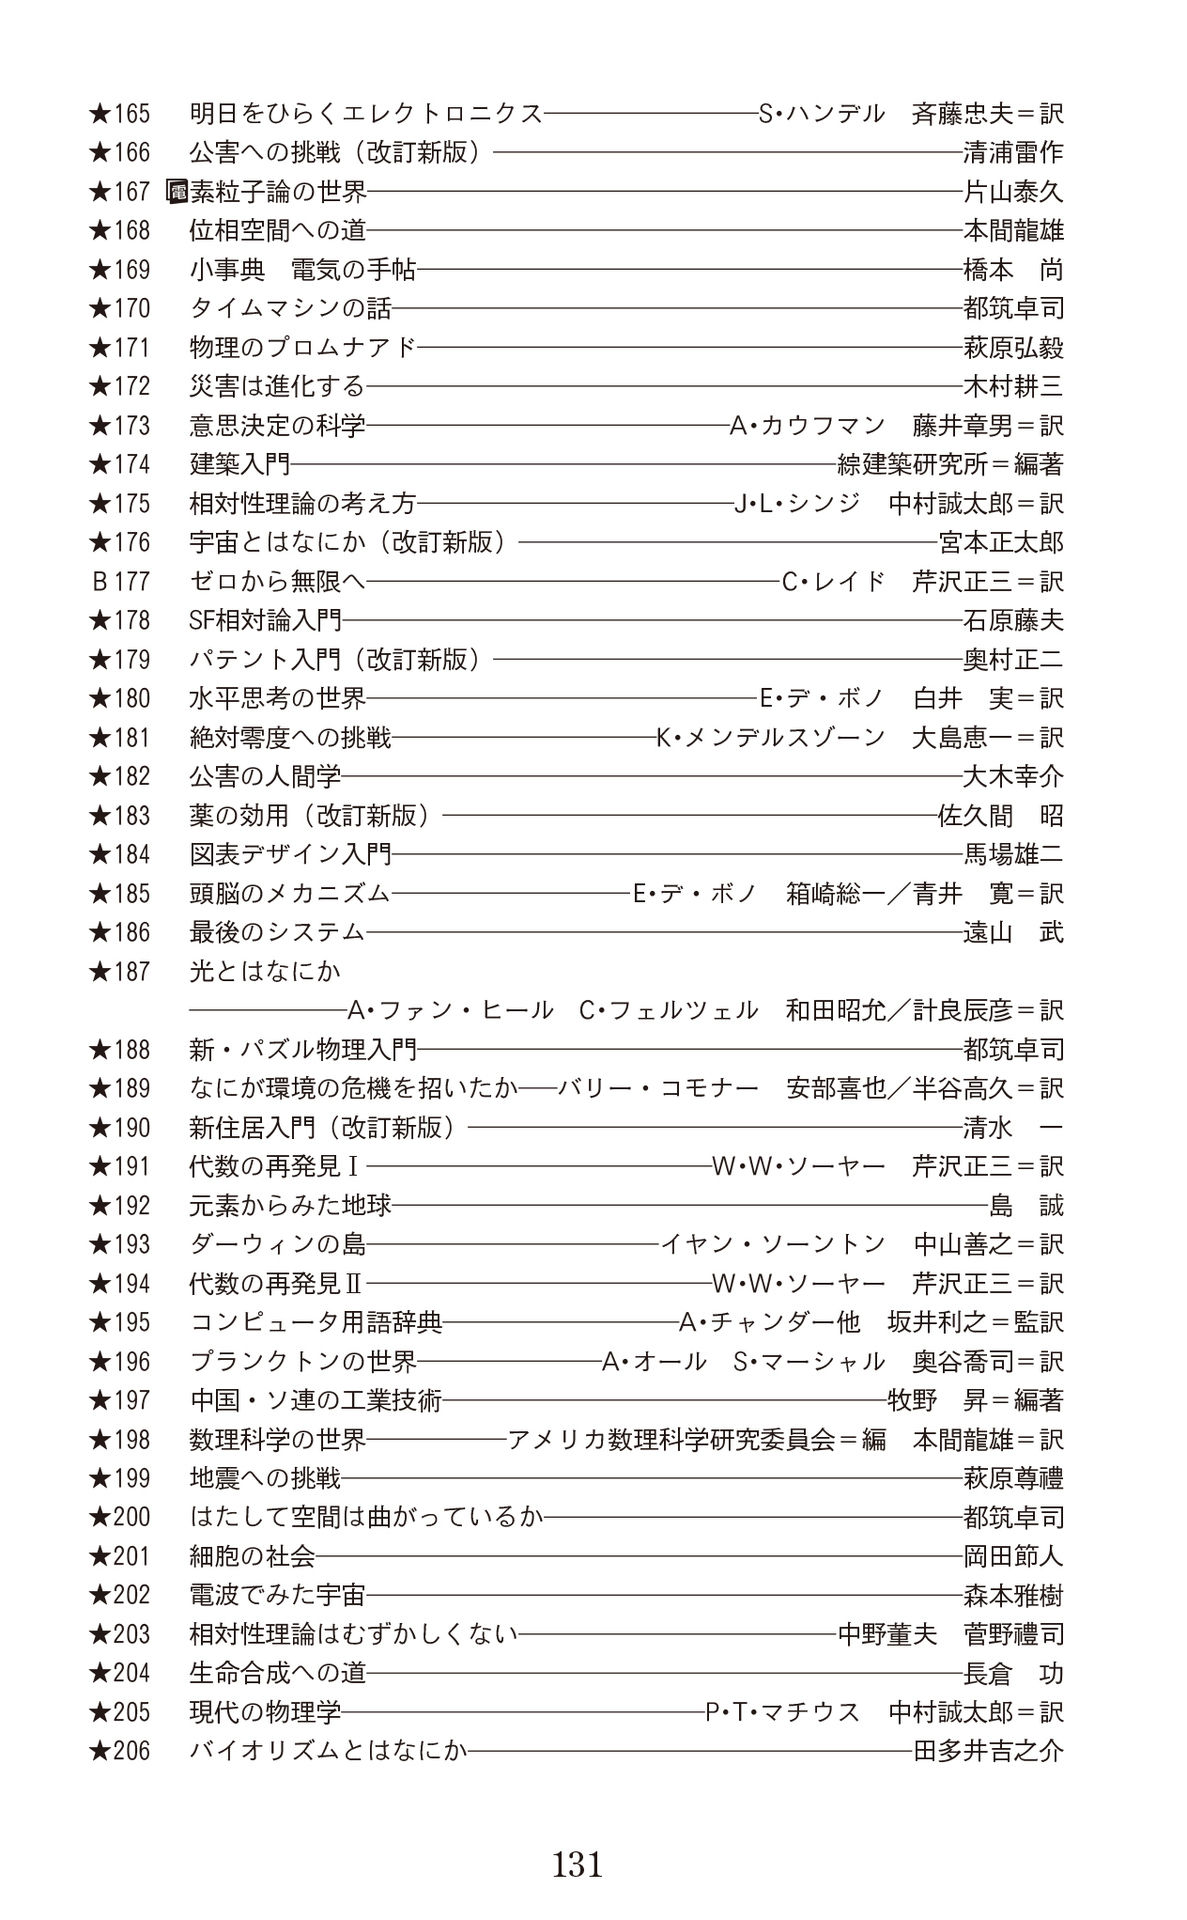 ★165 明日をひらくエレクトロニクス――S・ハンデル 斉藤忠夫＝訳
★166 公害への挑戦（改訂新版）――清浦雷作
★167 電 素粒子論の世界――片山泰久
★168 位相空間への道――本間龍雄
★169 小事典 電気の手帖――橋本 尚
★170 タイムマシンの話――都筑卓司
★171 物理のプロムナアド――萩原弘毅
★172 災害は進化する――木村耕三
★173 意思決定の科学――A・カウフマン 藤井章男＝訳
★174 建築入門――綜建築研究所＝編著
★175 相対性理論の考え方――J・L・シンジ 中村誠太郎＝訳
★176 宇宙とはなにか（改訂新版）――宮本正太郎
B177 ゼロから無限へ――C・レイド 芹沢正三＝訳
★178 SF相対論入門――石原藤夫
★179 パテント入門（改訂新版）――奥村正二
★180 水平思考の世界――E・デ・ボノ 白井 実＝訳
★181 絶対零度への挑戦――K・メンデルスゾーン 大島恵一＝訳
★182 公害の人間学――大木幸介
★183 薬の効用（改訂新版）――佐久間 昭
★184 図表デザイン入門――馬場雄二
★185 頭脳のメカニズム――E・デ・ボノ 箱崎総一／青井 寛＝訳
★186 最後のシステム――遠山 武
★187 光とはなにか
――A・ファン・ヒール C・フェルツェル 和田昭允／計良辰彦＝訳
★188 新・パズル物理入門――都筑卓司
★189 なにが環境の危機を招いたか――バリー・コモナー 安部喜也／半谷高久＝訳
★190 新住居入門（改訂新版）――清水 一
★191 代数の再発見Ⅰ――W・W・ソーヤー 芹沢正三＝訳
★192 元素からみた地球――島 誠
★193 ダーウィンの島――イヤン・ソーントン 中山善之＝訳
★194 代数の再発見Ⅱ――W・W・ソーヤー 芹沢正三＝訳
★195 コンピュータ用語辞典――A・チャンダー他 坂井利之＝監訳
★196 プランクトンの世界――A・オール S・マーシャル 奥谷喬司＝訳
★197 中国・ソ連の工業技術――牧野 昇＝編著
★198 数理科学の世界――アメリカ数理科学研究委員会＝編 本間龍雄＝訳
★199 地震への挑戦――萩原尊禮
★200 はたして空間は曲がっているか――都筑卓司
★201 細胞の社会――岡田節人
★202 電波でみた宇宙――森本雅樹
★203 相対性理論はむずかしくない――中野董夫 菅野禮司
★204 生命合成への道――長倉 功
★205 現代の物理学――P・T・マチウス 中村誠太郎＝訳
★206 バイオリズムとはなにか――田多井吉之介
131